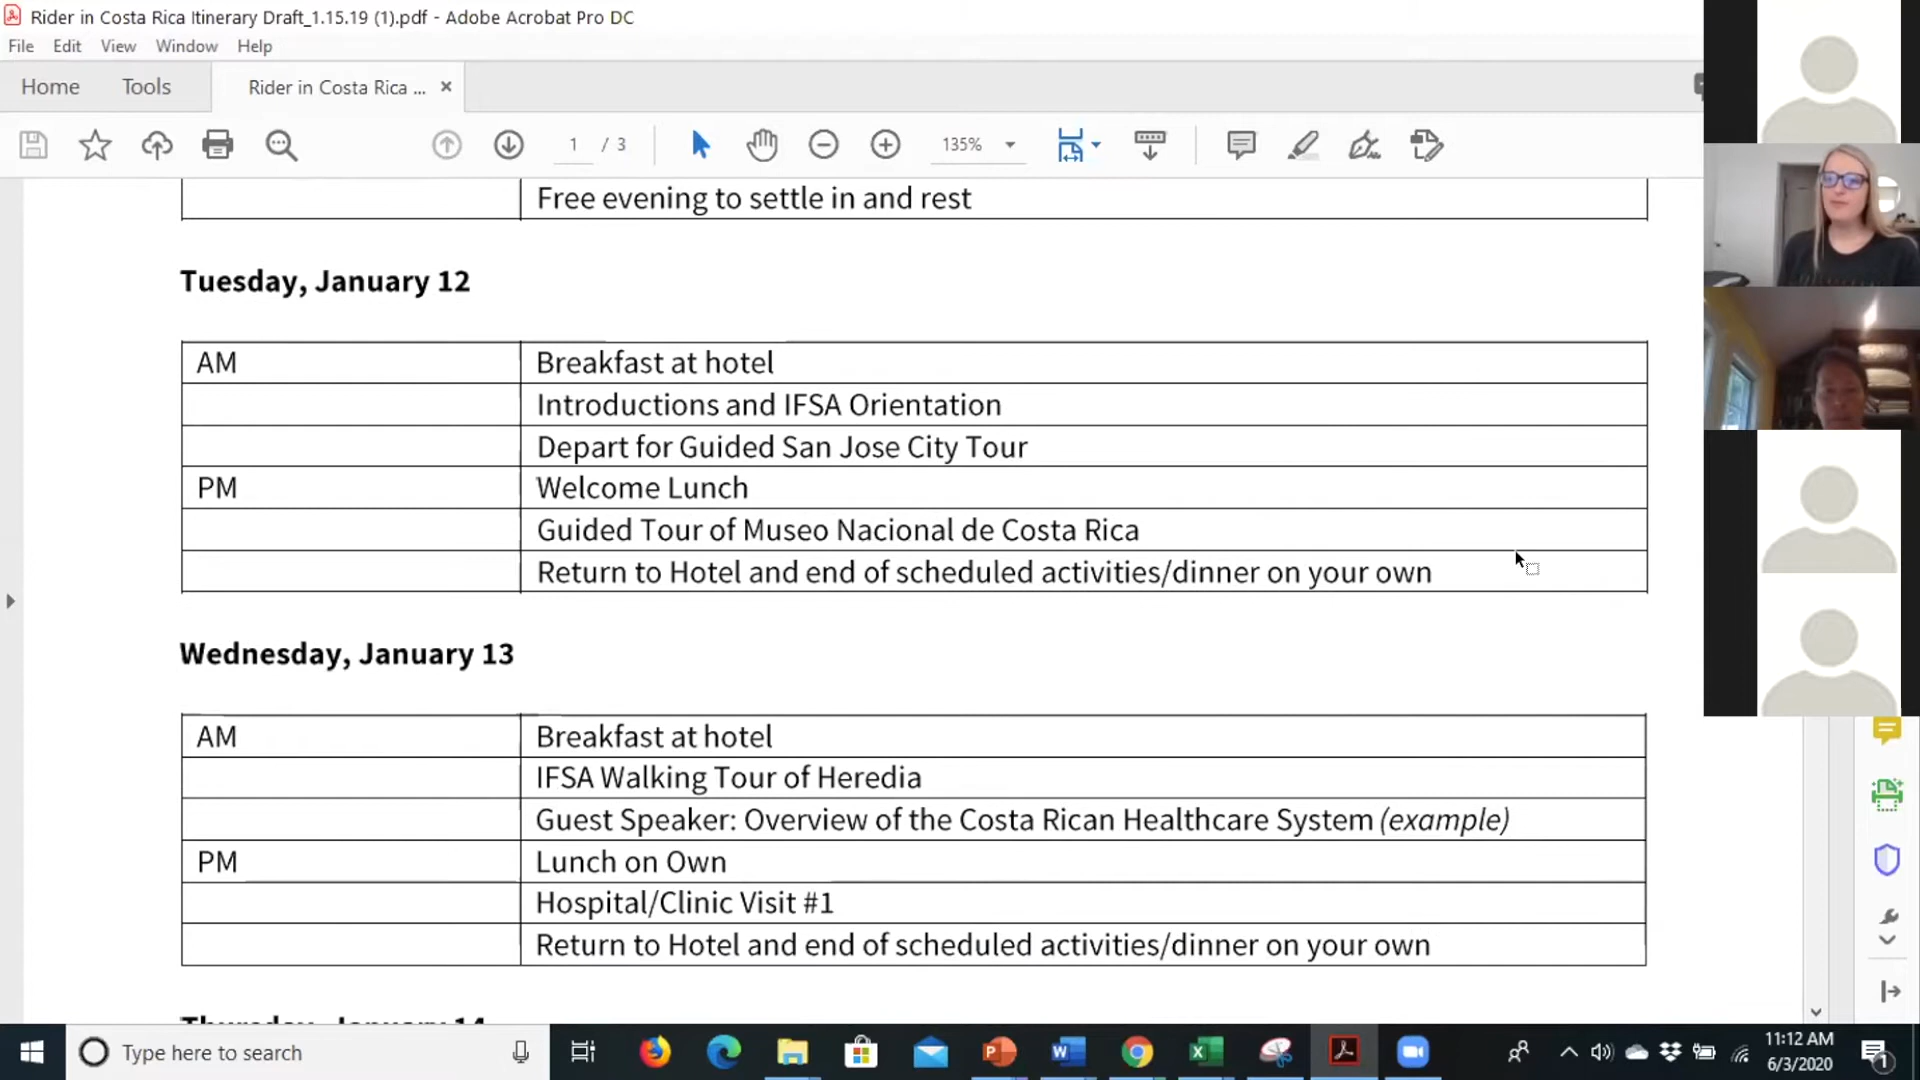 Rider in Costa Rica Itinerary Draft_1.15.19 (1).pdf - Adobe Acrobat Pro DC
File Edit View Window Help
Home Tools Rider in Costa Rica ... ×
1 / 3 135%
Free evening to settle in and rest
Tuesday, January 12
AM Breakfast at hotel
Introductions and IFSA Orientation
Depart for Guided San Jose City Tour
PM Welcome Lunch
Guided Tour of Museo Nacional de Costa Rica
Return to Hotel and end of scheduled activities/dinner on your own
Wednesday, January 13
AM Breakfast at hotel
IFSA Walking Tour of Heredia
Guest Speaker: Overview of the Costa Rican Healthcare System (example)
PM Lunch on Own
Hospital/Clinic Visit #1
Return to Hotel and end of scheduled activities/dinner on your own
Thursday, January 14
Type here to search
11:12 AM
6/3/2020
1